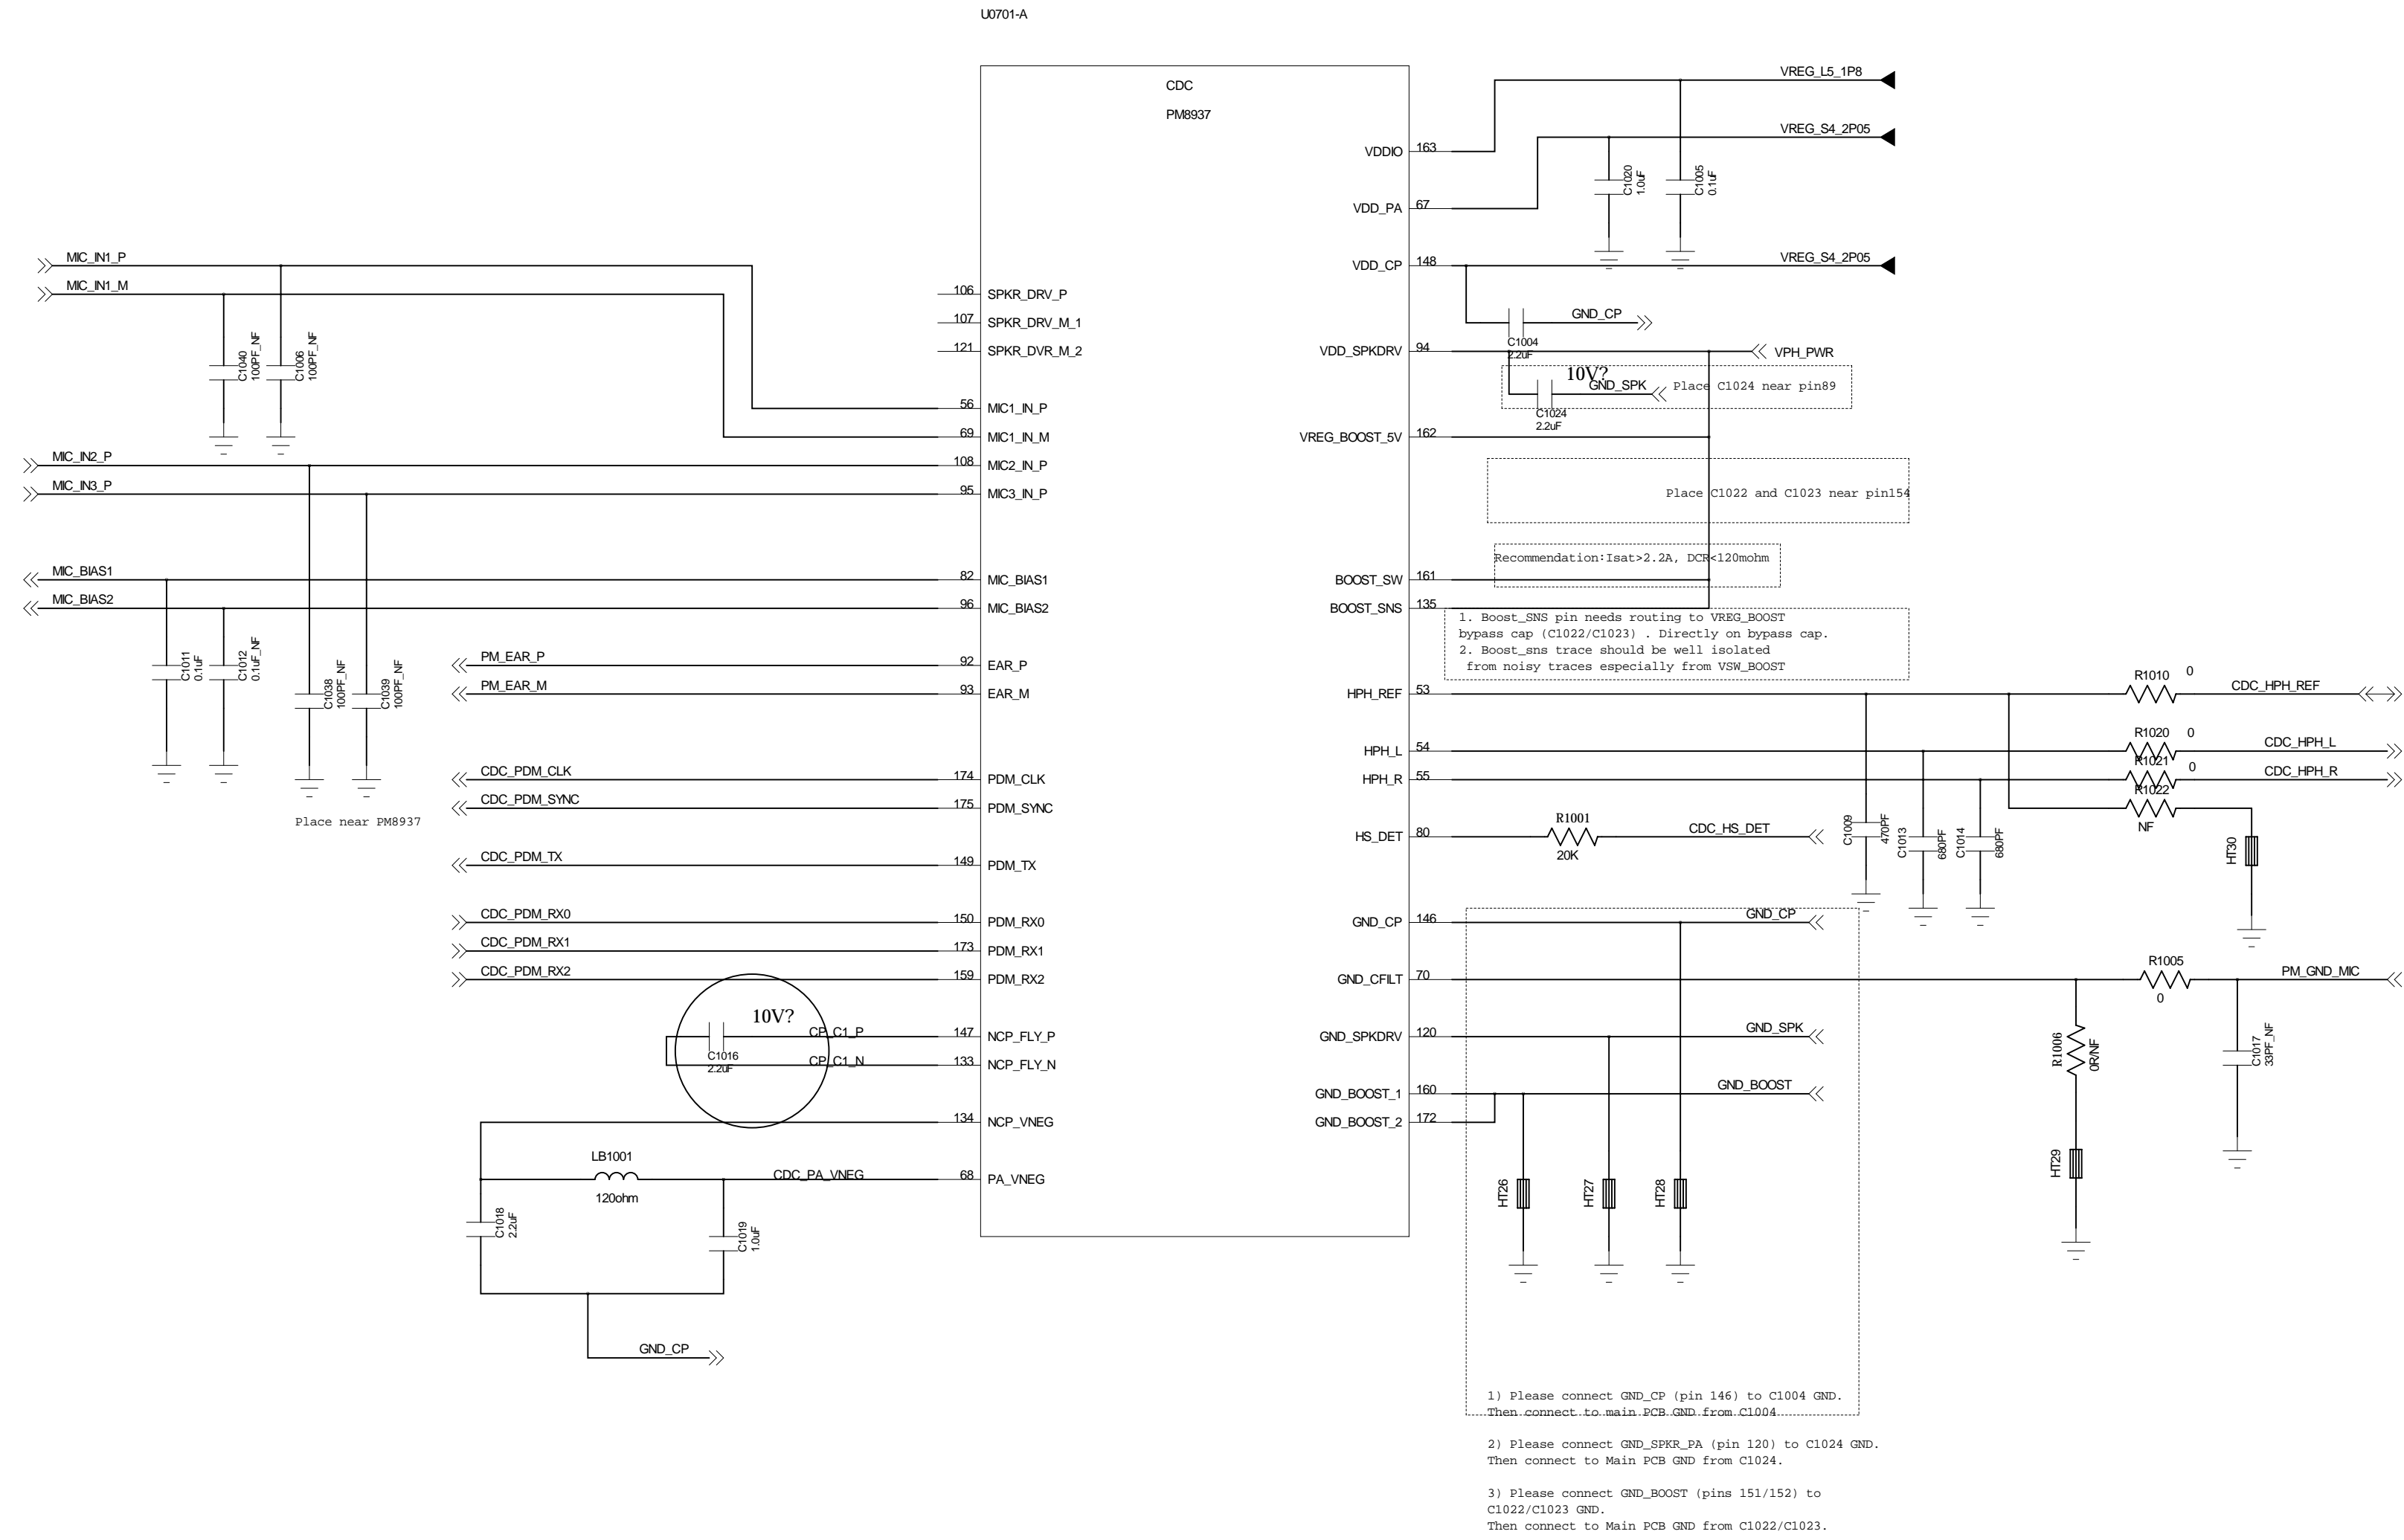 U0701-A
CDC
PM8937
VREG_L5_1P8
VREG_S4_2P05
VDDIO 163
C1020
1.0uF
C1005
0.1uF
VDD_PA 67
MIC_IN1_P
MIC_IN1_M
VDD_CP 148
VREG_S4_2P05
106 SPKR_DRV_P
107 SPKR_DRV_M_1
121 SPKR_DVR_M_2
GND_CP
C1004
2.2uF
C1040
100PF_NF
C1006
100PF_NF
VDD_SPKDRV 94
VPH_PWR
10V?
GND_SPK
Place C1024 near pin89
C1024
2.2uF
56 MIC1_IN_P
69 MIC1_IN_M
VREG_BOOST_5V 162
MIC_IN2_P
108 MIC2_IN_P
MIC_IN3_P
95 MIC3_IN_P
Place C1022 and C1023 near pin154
Recommendation:Isat>2.2A, DCR<120mohm
MIC_BIAS1
82 MIC_BIAS1
BOOST_SW 161
MIC_BIAS2
96 MIC_BIAS2
BOOST_SNS 135
1. Boost_SNS pin needs routing to VREG_BOOST
bypass cap (C1022/C1023) . Directly on bypass cap.
2. Boost_sns trace should be well isolated
from noisy traces especially from VSW_BOOST
C1011
0.1uF
C1012
0.1uF_NF
C1038
100PF_NF
C1039
100PF_NF
PM_EAR_P
92 EAR_P
PM_EAR_M
93 EAR_M
HPH_REF 53
R1010 0
CDC_HPH_REF
HPH_L 54
R1020 0
CDC_HPH_L
HPH_R 55
R1021 0
CDC_HPH_R
R1022
NF
CDC_PDM_CLK
174 PDM_CLK
CDC_PDM_SYNC
175 PDM_SYNC
Place near PM8937
HS_DET 80
R1001
20K
CDC_HS_DET
C1009
470PF
C1013
680PF
C1014
680PF
HT30
CDC_PDM_TX
149 PDM_TX
CDC_PDM_RX0
150 PDM_RX0
GND_CP 146
GND_CP
CDC_PDM_RX1
173 PDM_RX1
CDC_PDM_RX2
159 PDM_RX2
GND_CFILT 70
R1005
0
PM_GND_MIC
10V?
CP_C1_P
147 NCP_FLY_P
C1016
2.2uF
CP_C1_N
133 NCP_FLY_N
GND_SPKDRV 120
GND_SPK
R1006
0R/NF
C1017
33PF_NF
GND_BOOST_1 160
GND_BOOST
134 NCP_VNEG
GND_BOOST_2 172
LB1001
120ohm
CDC_PA_VNEG
68 PA_VNEG
HT26
HT27
HT28
HT29
C1018
2.2uF
C1019
1.0uF
GND_CP
1) Please connect GND_CP (pin 146) to C1004 GND.
Then connect to main PCB GND from C1004
2) Please connect GND_SPKR_PA (pin 120) to C1024 GND.
Then connect to Main PCB GND from C1024.
3) Please connect GND_BOOST (pins 151/152) to
C1022/C1023 GND.
Then connect to Main PCB GND from C1022/C1023.